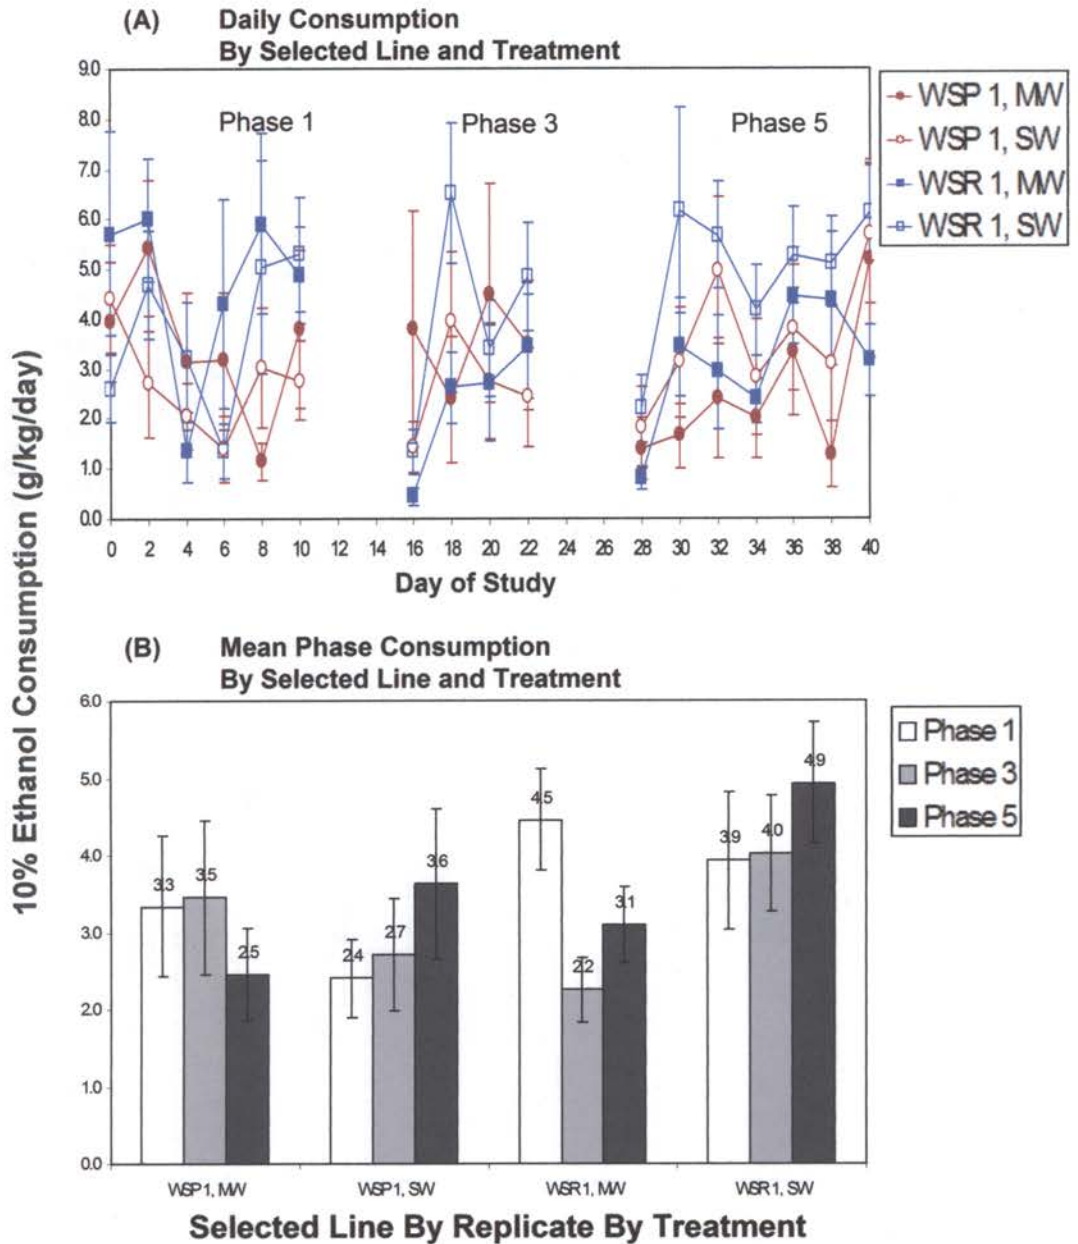 (A) Daily Consumption
By Selected Line and Treatment
9.0
8.0
7.0
6.0
5.0
4.0
3.0
2.0
1.0
0.0
Phase 1
Phase 3
Phase 5
WSP 1, MW
WSP 1, SW
WSR 1, MW
WSR 1, SW
0 2 4 6 8 10 12 14 16 18 20 22 24 26 28 30 32 34 36 38 40
Day of Study
10% Ethanol Consumption (g/kg/day)
(B) Mean Phase Consumption
By Selected Line and Treatment
6.0
5.0
4.0
3.0
2.0
1.0
0.0
3.3
3.5
2.5
2.4
2.7
3.6
4.5
2.2
3.1
3.9
4.0
4.9
Phase 1
Phase 3
Phase 5
WSP1, MW
WSP1, SW
WSR1, MW
WSR1, SW
Selected Line By Replicate By Treatment